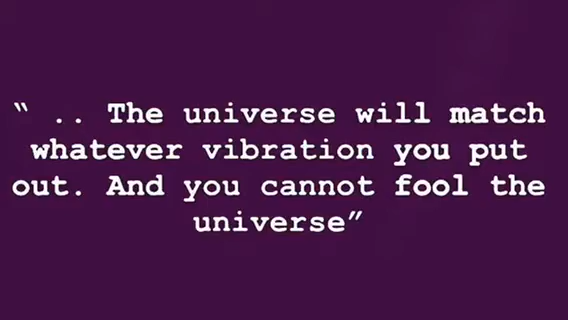 “ .. The universe will match
whatever vibration you put
out. And you cannot fool the
universe”